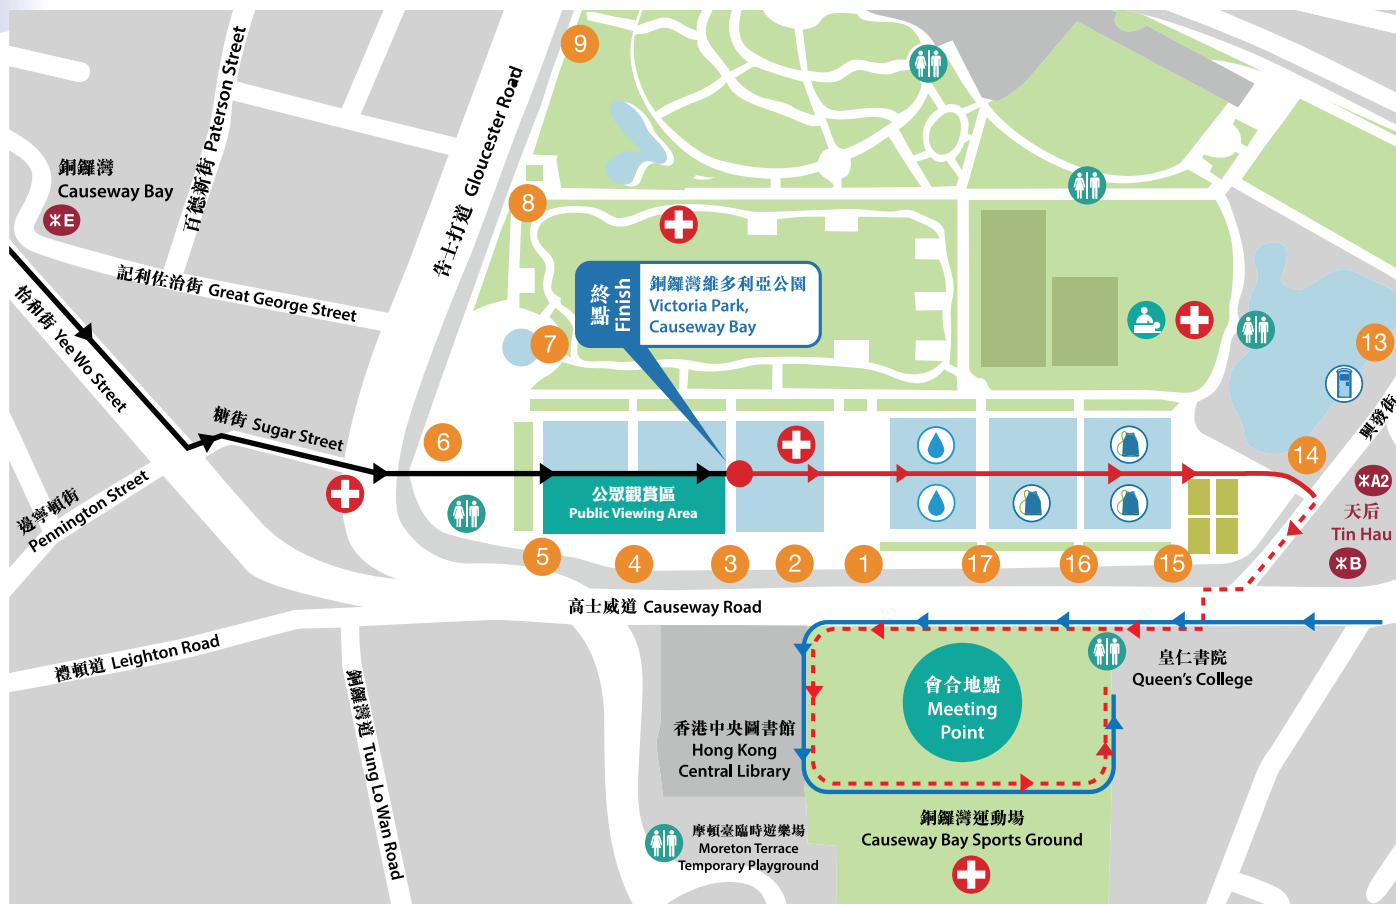 9
百德新街 Paterson Street
告士打道 Gloucester Road
銅鑼灣
Causeway Bay
E
8
記利佐治街 Great George Street
怡和街 Yee Wo Street
終點
Finish
銅鑼灣維多利亞公園
Victoria Park,
Causeway Bay
7
13
糖街 Sugar Street
6
興發街
14
邊寧頓街
Pennington Street
公眾觀賞區
Public Viewing Area
A2
天后
Tin Hau
B
5
4
3
2
1
17
16
15
高士威道 Causeway Road
禮頓道 Leighton Road
銅鑼灣道 Tung Lo Wan Road
皇仁書院
Queen's College
會合地點
Meeting
Point
香港中央圖書館
Hong Kong
Central Library
銅鑼灣運動場
Causeway Bay Sports Ground
摩頓臺臨時遊樂場
Moreton Terrace
Temporary Playground